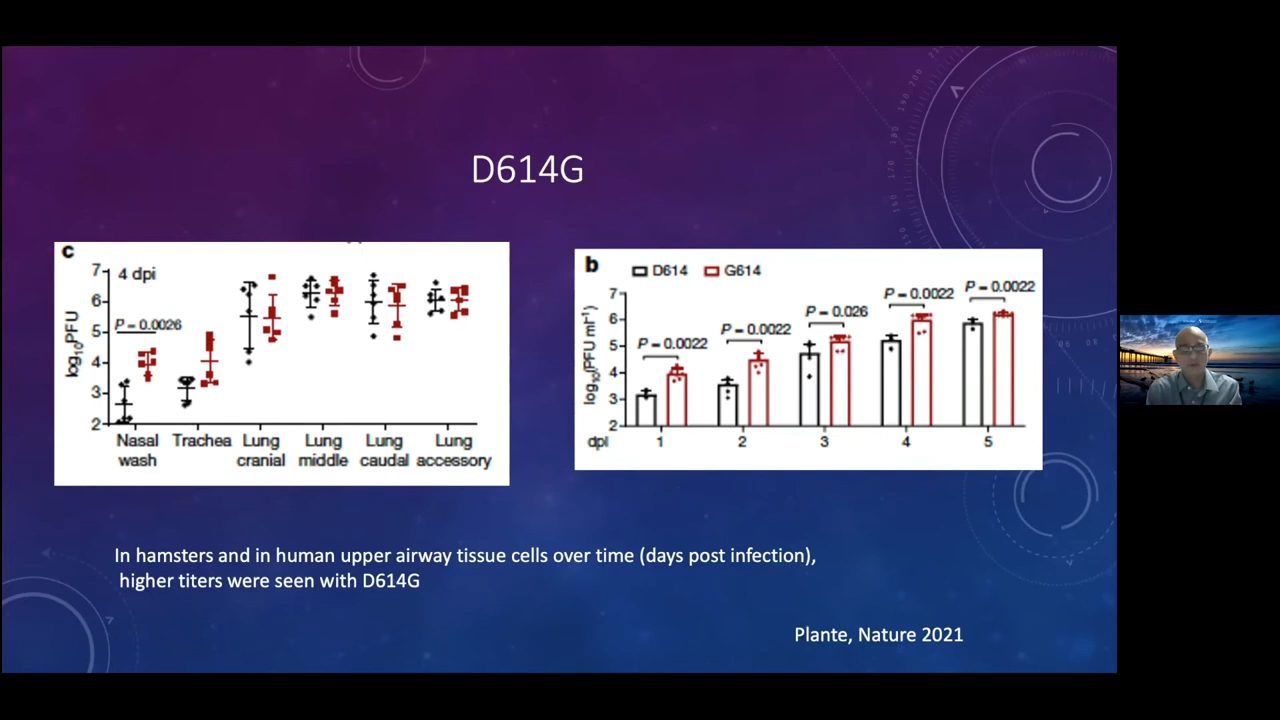 D614G
c
4 dpi
7
6
5
4
3
2
log10PFU
P = 0.0026
Nasal wash
Trachea
Lung cranial
Lung middle
Lung caudal
Lung accessory
b
D614 G614
7
6
5
4
3
2
log10(PFU ml−1)
P = 0.0022
P = 0.0022
P = 0.026
P = 0.0022
P = 0.0022
dpi 1 2 3 4 5
In hamsters and in human upper airway tissue cells over time (days post infection),
higher titers were seen with D614G
Plante, Nature 2021